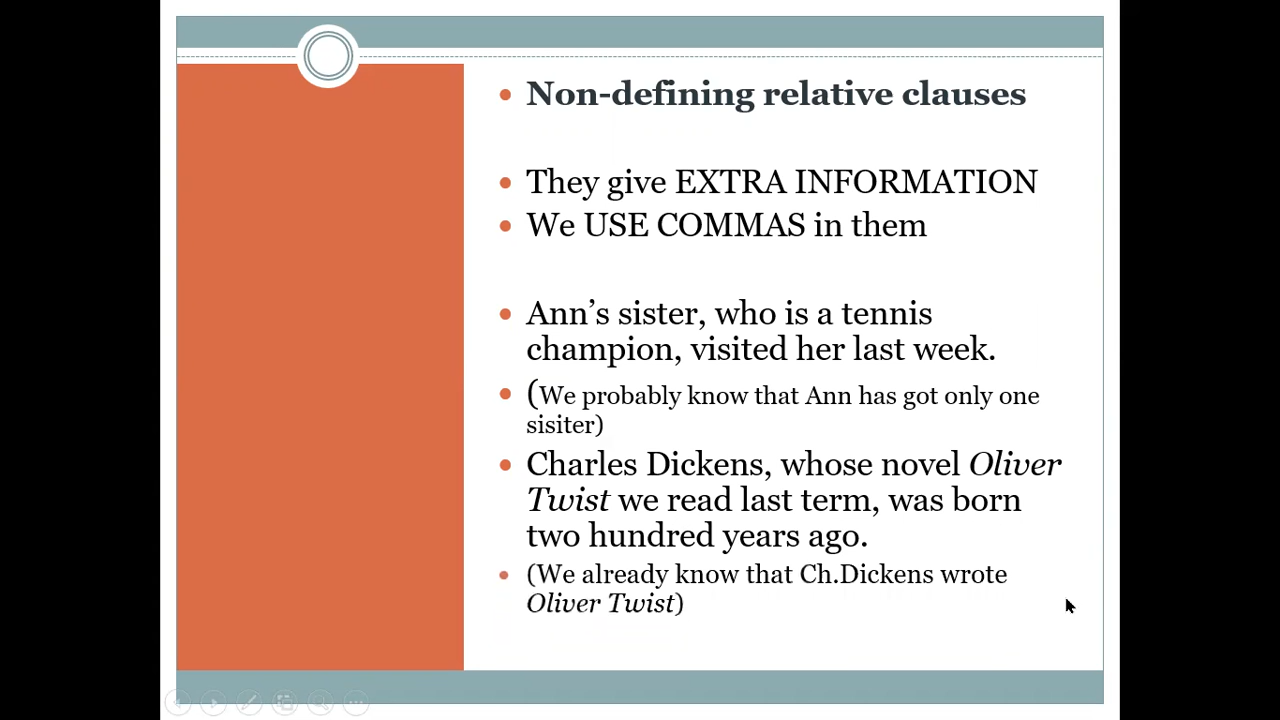 Non-defining relative clauses
They give EXTRA INFORMATION
We USE COMMAS in them
Ann’s sister, who is a tennis
champion, visited her last week.
(We probably know that Ann has got only one
sisiter)
Charles Dickens, whose novel Oliver
Twist we read last term, was born
two hundred years ago.
(We already know that Ch.Dickens wrote
Oliver Twist)